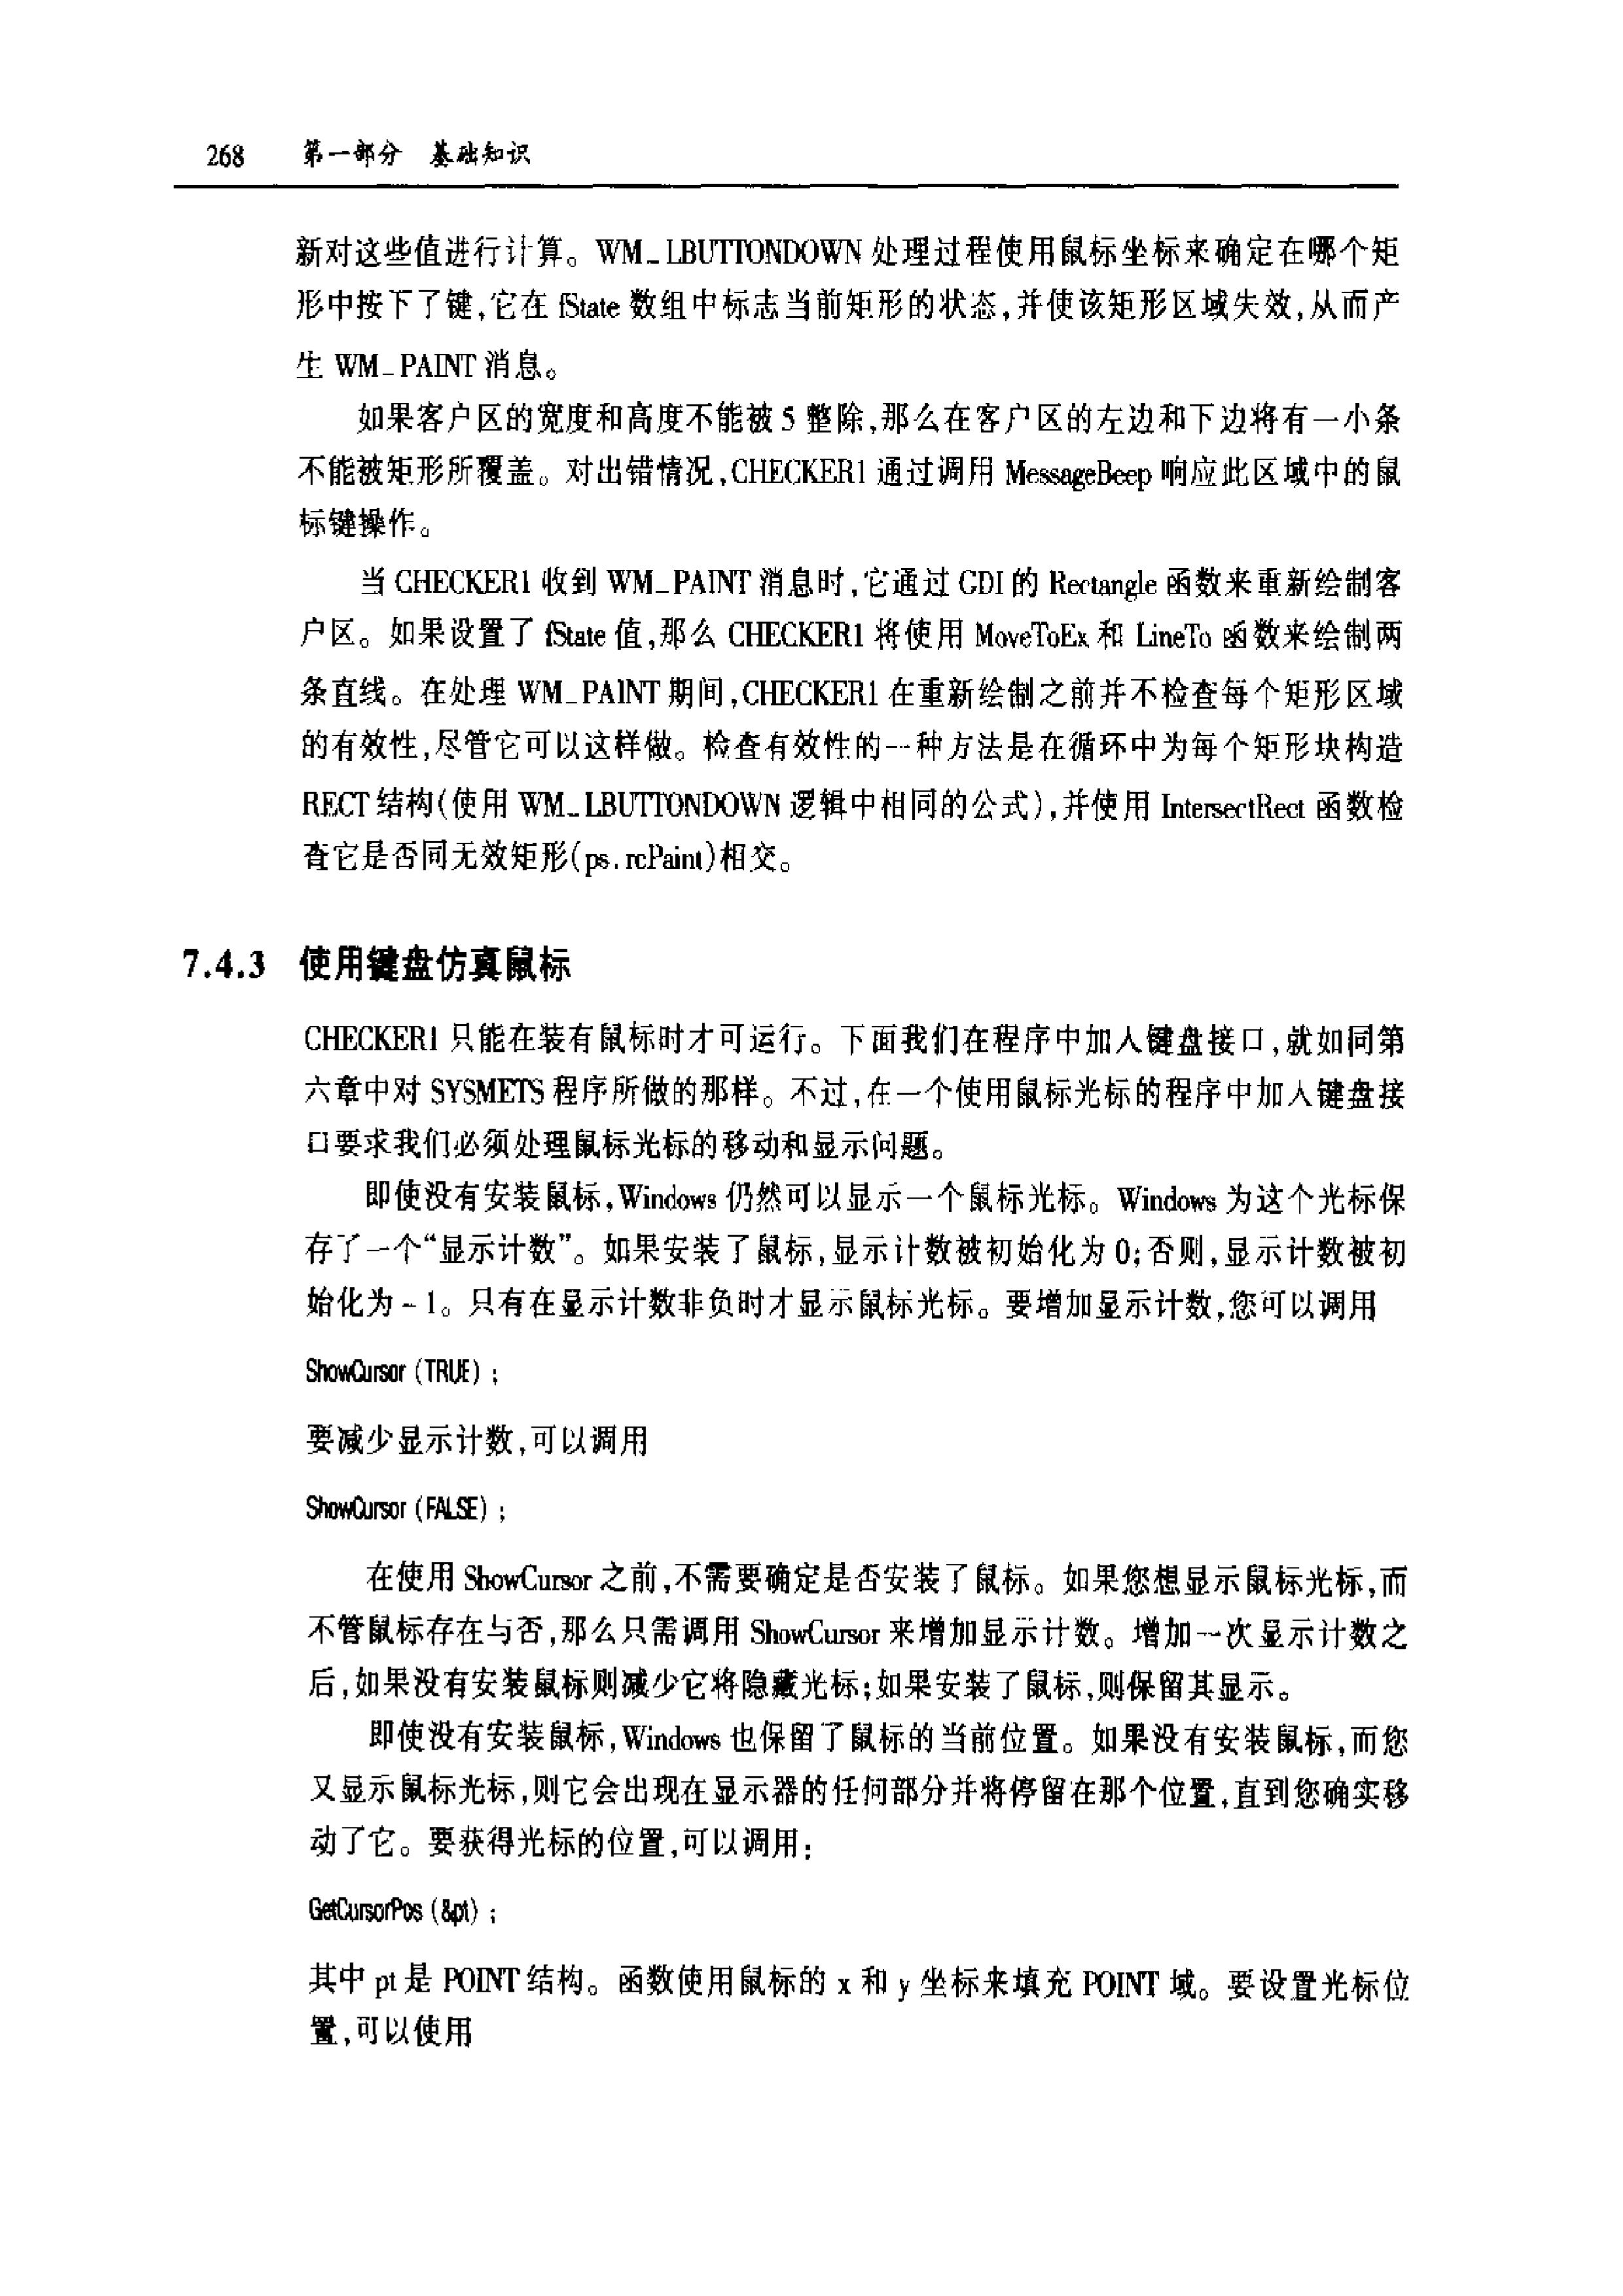 268 第一部分 基础知识
新对这些值进行计算。WM_LBUTTONDOWN 处理过程使用鼠标坐标来确定在哪个矩
形中按下了键,它在 fState 数组中标志当前矩形的状态,并使该矩形区域失效,从而产
生 WM_PAINT 消息。
如果客户区的宽度和高度不能被 5 整除,那么在客户区的左边和下边将有一小条
不能被矩形所覆盖。对出错情况,CHECKER1 通过调用 MessageBeep 响应此区域中的鼠
标键操作。
当 CHECKER1 收到 WM_PAINT 消息时,它通过 GDI 的 Rectangle 函数来重新绘制客
户区。如果设置了 fState 值,那么 CHECKER1 将使用 MoveToEx 和 LineTo 函数来绘制两
条直线。在处理 WM_PAINT 期间,CHECKER1 在重新绘制之前并不检查每个矩形区域
的有效性,尽管它可以这样做。检查有效性的一种方法是在循环中为每个矩形块构造
RECT 结构(使用 WM_LBUTTONDOWN 逻辑中相同的公式),并使用 IntersectRect 函数检
查它是否同无效矩形(ps.rcPaint)相交。
7.4.3 使用键盘仿真鼠标
CHECKER1 只能在装有鼠标时才可运行。下面我们在程序中加入键盘接口,就如同第
六章中对 SYSMETS 程序所做的那样。不过,在一个使用鼠标光标的程序中加入键盘接
口要求我们必须处理鼠标光标的移动和显示问题。
即使没有安装鼠标,Windows 仍然可以显示一个鼠标光标。Windows 为这个光标保
存了一个“显示计数”。如果安装了鼠标,显示计数被初始化为 0;否则,显示计数被初
始化为 -1。只有在显示计数非负时才显示鼠标光标。要增加显示计数,您可以调用
ShowCursor (TRUE) ;
要减少显示计数,可以调用
ShowCursor (FALSE) ;
在使用 ShowCursor 之前,不需要确定是否安装了鼠标。如果您想显示鼠标光标,而
不管鼠标存在与否,那么只需调用 ShowCursor 来增加显示计数。增加一次显示计数之
后,如果没有安装鼠标则减少它将隐藏光标;如果安装了鼠标,则保留其显示。
即使没有安装鼠标,Windows 也保留了鼠标的当前位置。如果没有安装鼠标,而您
又显示鼠标光标,则它会出现在显示器的任何部分并将停留在那个位置,直到您确实移
动了它。要获得光标的位置,可以调用:
GetCursorPos (&pt) ;
其中 pt 是 POINT 结构。函数使用鼠标的 x 和 y 坐标来填充 POINT 域。要设置光标位
置,可以使用